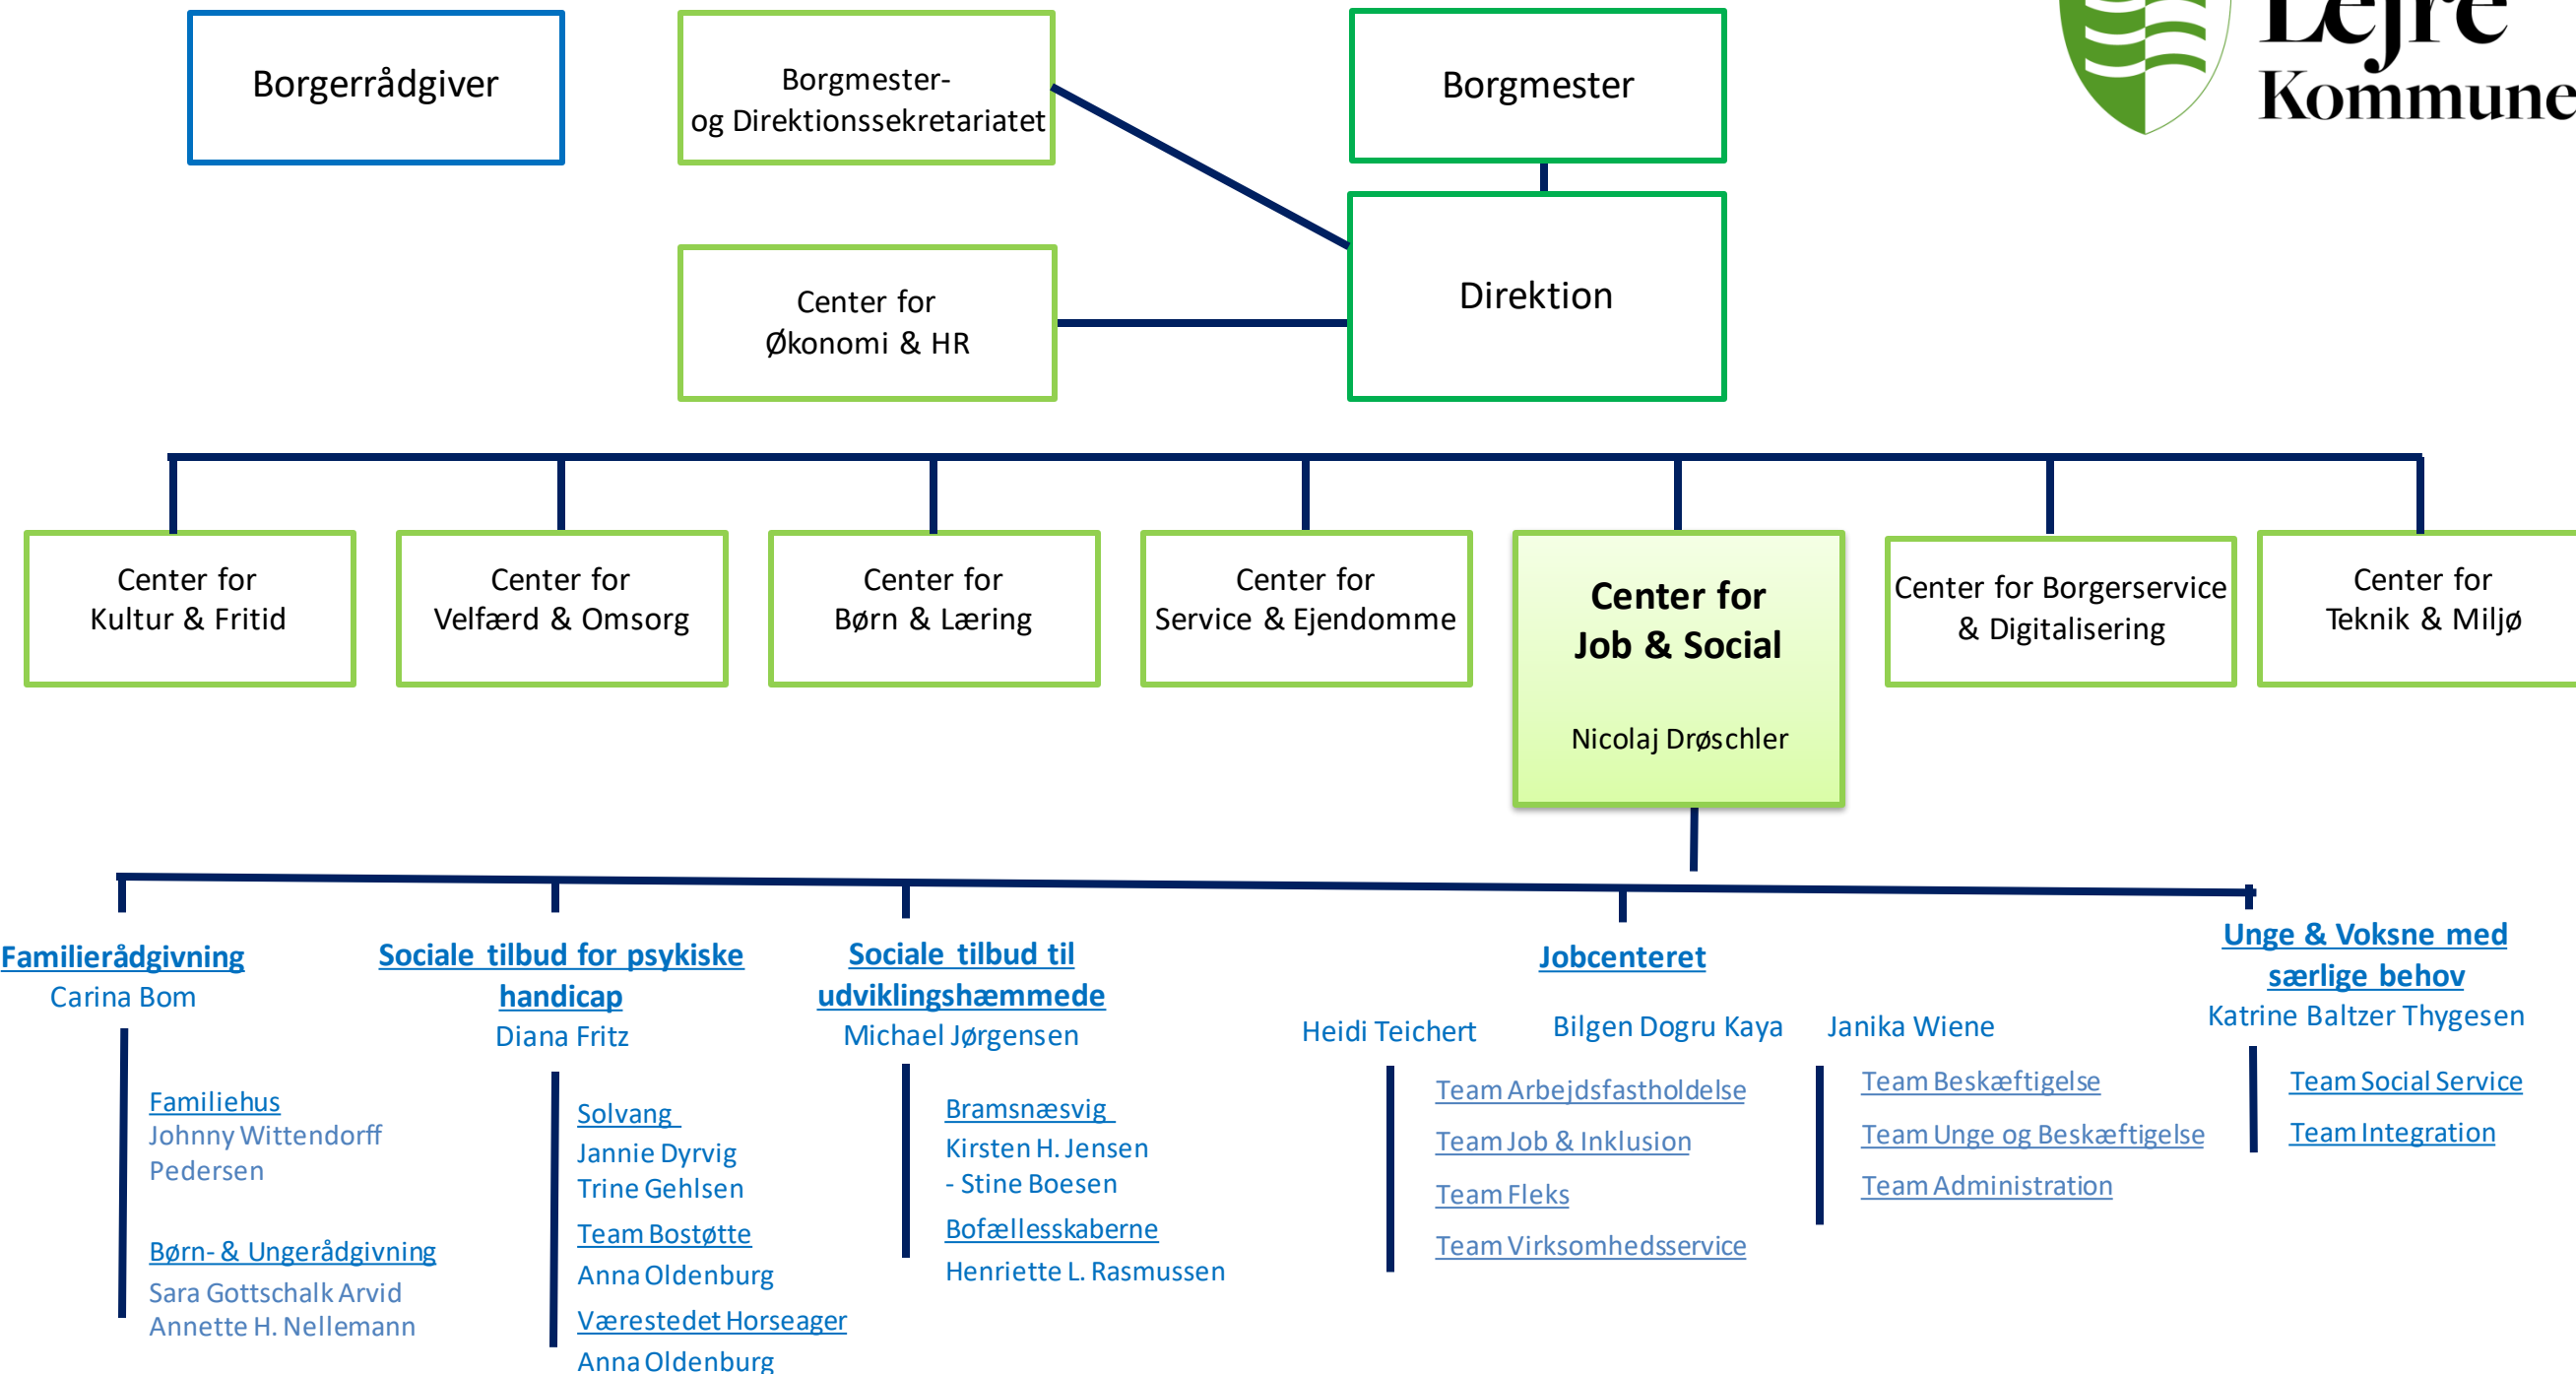 Lejre
Kommune
Borgerrådgiver
Borgmester-
og Direktionssekretariatet
Borgmester
Direktion
Center for
Økonomi & HR
Center for
Kultur & Fritid
Center for
Velfærd & Omsorg
Center for
Børn & Læring
Center for
Service & Ejendomme
Center for
Job & Social
Nicolaj Drøschler
Center for Borgerservice
& Digitalisering
Center for
Teknik & Miljø
Familierådgivning
Carina Bom
Familiehus
Johnny Wittendorff
Pedersen
Børn- & Ungerådgivning
Sara Gottschalk Arvid
Annette H. Nellemann
Sociale tilbud for psykiske
handicap
Diana Fritz
Solvang
Jannie Dyrvig
Trine Gehlsen
Team Bostøtte
Anna Oldenburg
Værestedet Horseager
Anna Oldenburg
Sociale tilbud til
udviklingshæmmede
Michael Jørgensen
Bramsnæsvig
Kirsten H. Jensen
- Stine Boesen
Bofællesskaberne
Henriette L. Rasmussen
Jobcenteret
Heidi Teichert
Bilgen Dogru Kaya
Janika Wiene
Team Arbejdsfastholdelse
Team Job & Inklusion
Team Fleks
Team Virksomhedsservice
Team Beskæftigelse
Team Unge og Beskæftigelse
Team Administration
Unge & Voksne med
særlige behov
Katrine Baltzer Thygesen
Team Social Service
Team Integration